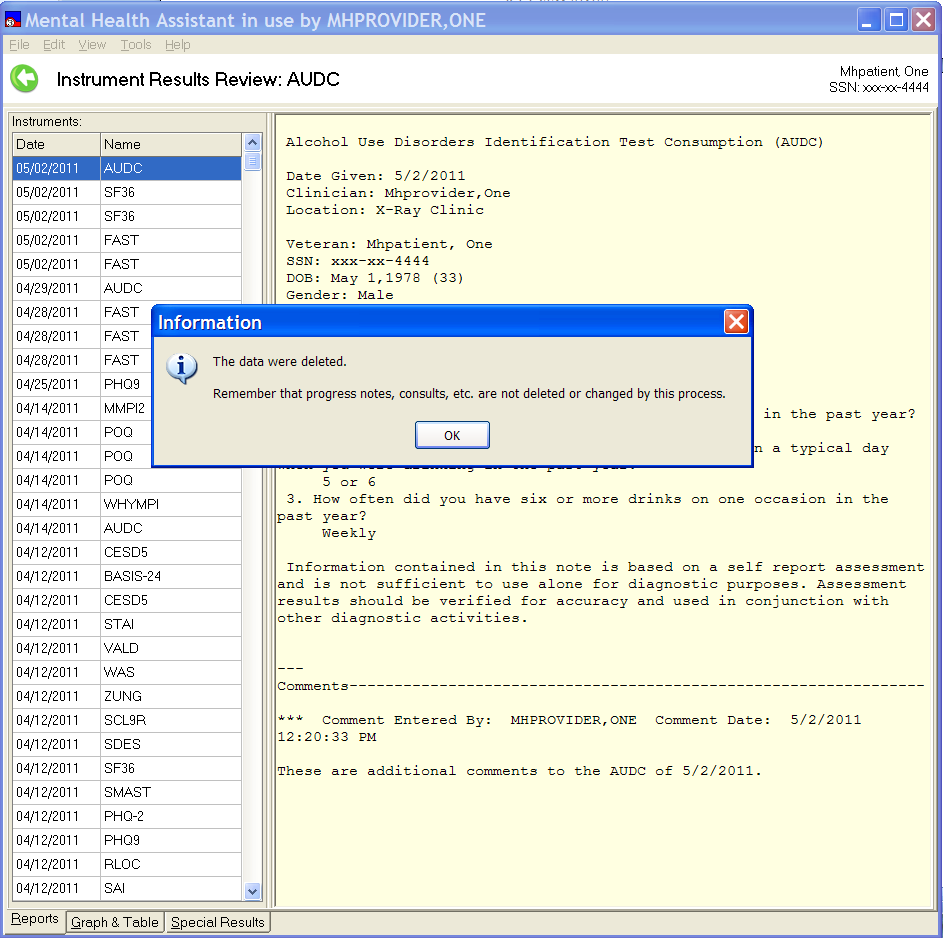 Mental Health Assistant in use by MHPROVIDER,ONE
File Edit View Tools Help
Instrument Results Review: AUDC
Mhpatient, One
SSN: xxx-xx-4444
Instruments:
Date Name
05/02/2011 AUDC
05/02/2011 SF36
05/02/2011 SF36
05/02/2011 FAST
05/02/2011 FAST
04/29/2011 AUDC
04/28/2011 FAST
04/28/2011 FAST
04/28/2011 FAST
04/25/2011 PHQ9
04/14/2011 MMPI2
04/14/2011 POQ
04/14/2011 POQ
04/14/2011 POQ
04/14/2011 WHYMPI
04/14/2011 AUDC
04/12/2011 CESD5
04/12/2011 BASIS-24
04/12/2011 CESD5
04/12/2011 STAI
04/12/2011 VALD
04/12/2011 WAS
04/12/2011 ZUNG
04/12/2011 SCL9R
04/12/2011 SDES
04/12/2011 SF36
04/12/2011 SMAST
04/12/2011 PHQ-2
04/12/2011 PHQ9
04/12/2011 RLOC
04/12/2011 SAI
Alcohol Use Disorders Identification Test Consumption (AUDC)
Date Given: 5/2/2011
Clinician: Mhprovider,One
Location: X-Ray Clinic
Veteran: Mhpatient, One
SSN: xxx-xx-4444
DOB: May 1,1978 (33)
Gender: Male
Information
The data were deleted.
Remember that progress notes, consults, etc. are not deleted or changed by this process.
OK
in the past year?
n a typical day
5 or 6
3. How often did you have six or more drinks on one occasion in the
past year?
Weekly
Information contained in this note is based on a self report assessment
and is not sufficient to use alone for diagnostic purposes. Assessment
results should be verified for accuracy and used in conjunction with
other diagnostic activities.
---
Comments----------------------------------------------------------------
*** Comment Entered By: MHPROVIDER,ONE Comment Date: 5/2/2011
12:20:33 PM
These are additional comments to the AUDC of 5/2/2011.
Reports Graph & Table Special Results